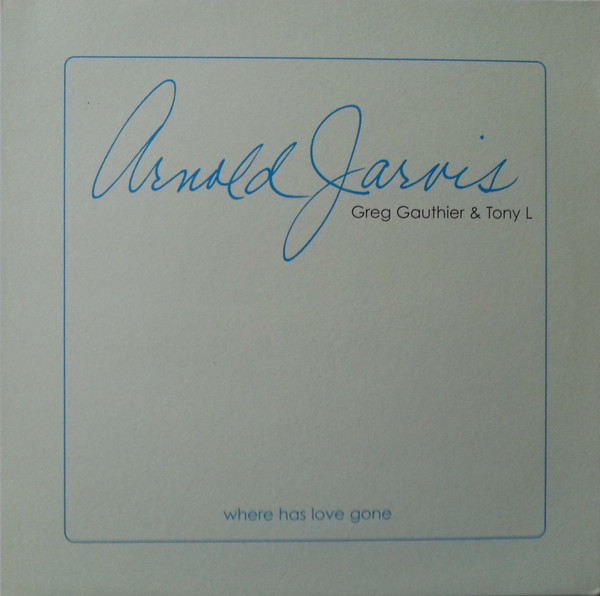 Arnold Jarvis
Greg Gauthier & Tony L
where has love gone